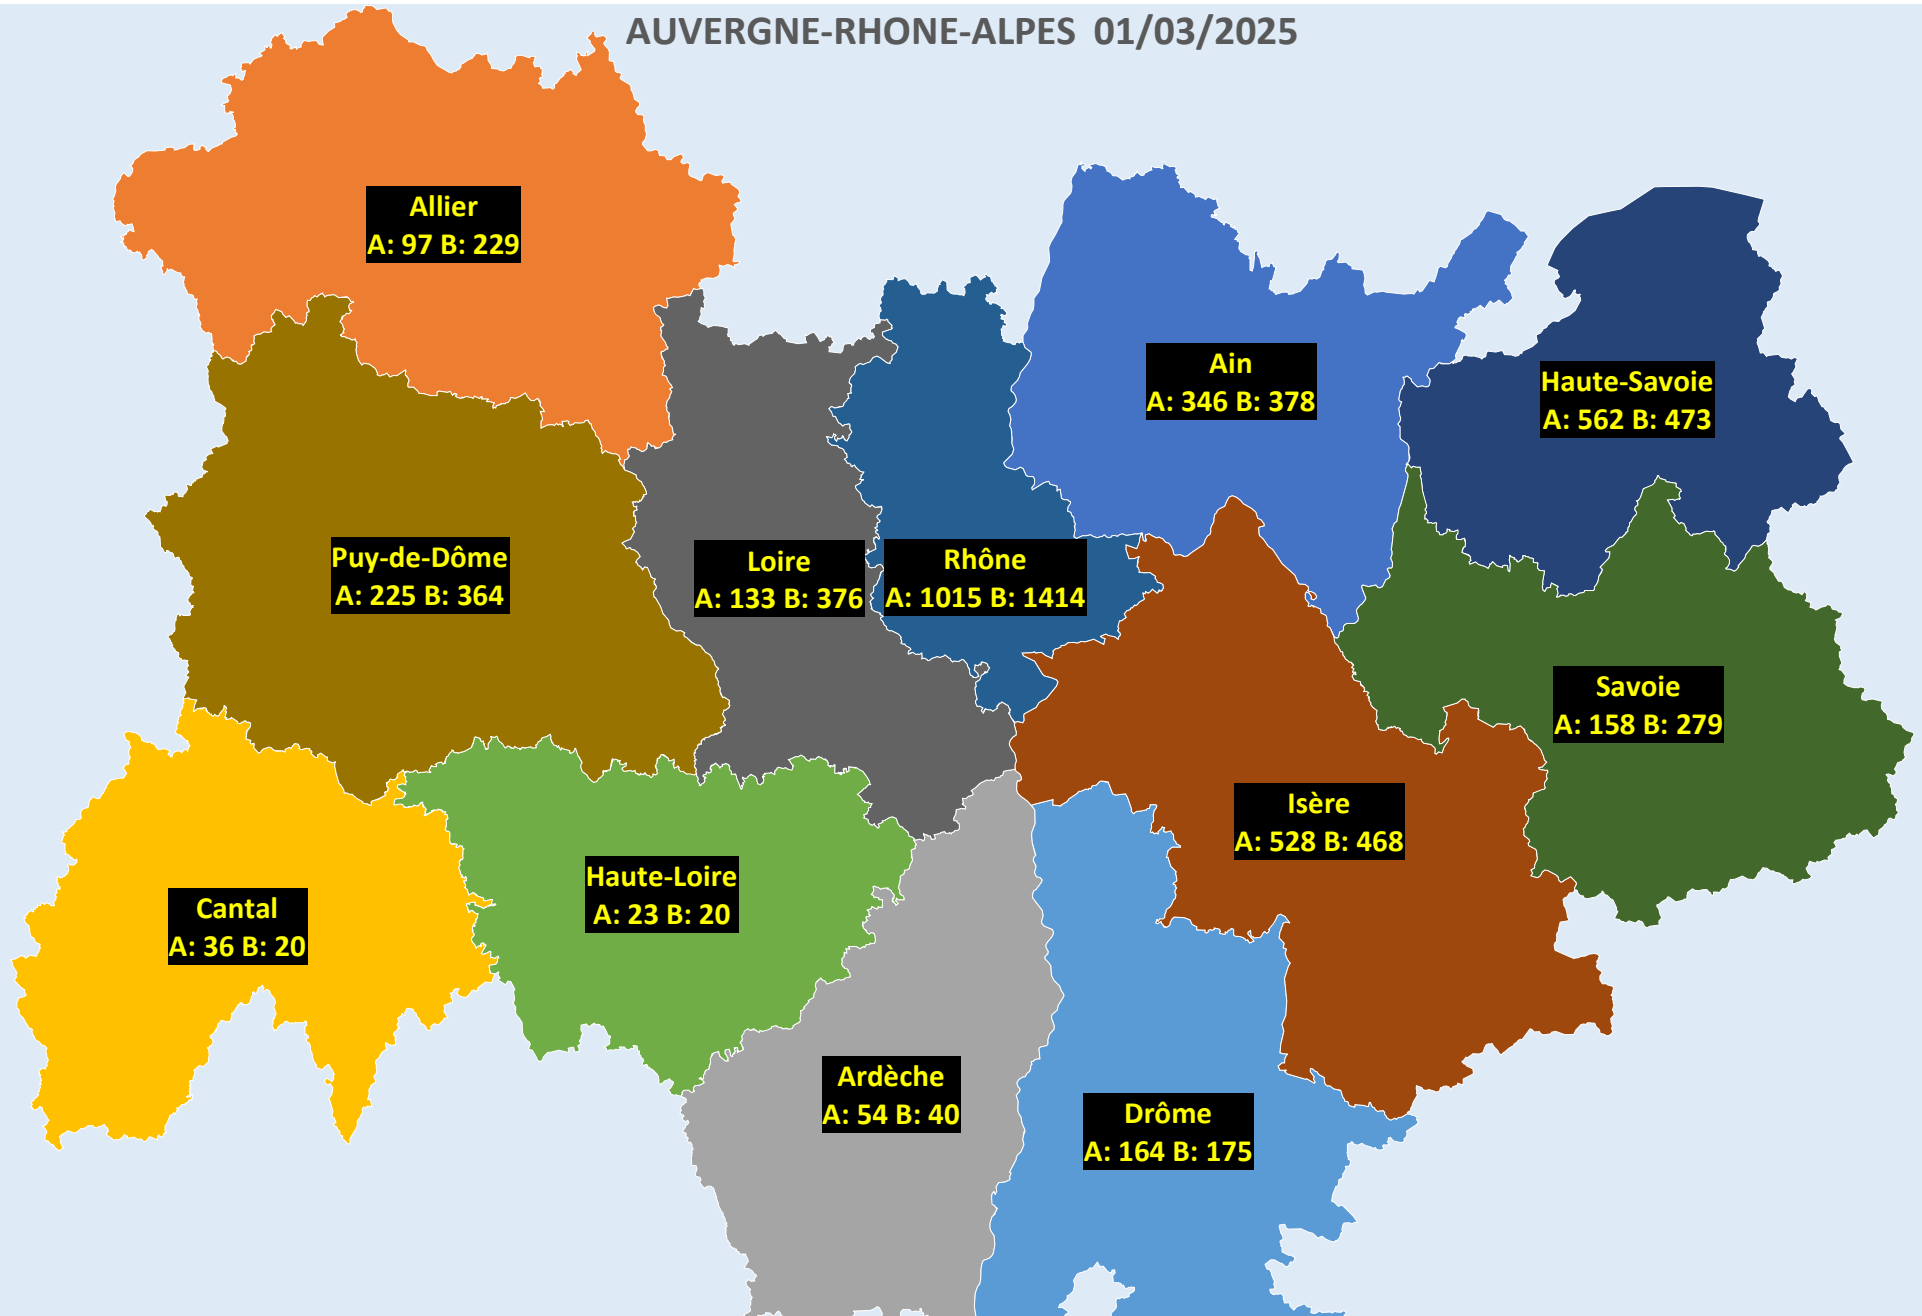 AUVERGNE-RHONE-ALPES 01/03/2025
Allier
A: 97 B: 229
Ain
A: 346 B: 378
Haute-Savoie
A: 562 B: 473
Puy-de-Dôme
A: 225 B: 364
Loire
A: 133 B: 376
Rhône
A: 1015 B: 1414
Savoie
A: 158 B: 279
Isère
A: 528 B: 468
Haute-Loire
A: 23 B: 20
Cantal
A: 36 B: 20
Ardèche
A: 54 B: 40
Drôme
A: 164 B: 175